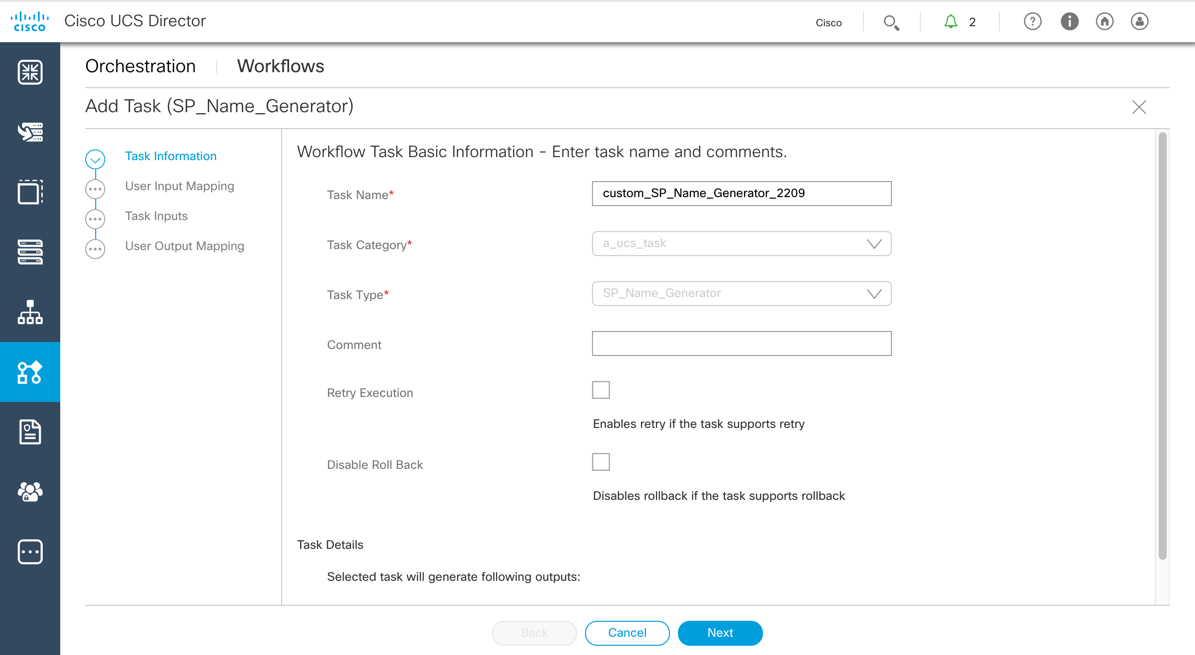 cisco Cisco UCS Director Cisco 2
Orchestration Workflows
Add Task (SP_Name_Generator)
Task Information
User Input Mapping
Task Inputs
User Output Mapping
Workflow Task Basic Information - Enter task name and comments.
Task Name* custom_SP_Name_Generator_2209
Task Category* a_ucs_task
Task Type* SP_Name_Generator
Comment
Retry Execution
Enables retry if the task supports retry
Disable Roll Back
Disables rollback if the task supports rollback
Task Details
Selected task will generate following outputs:
Back Cancel Next